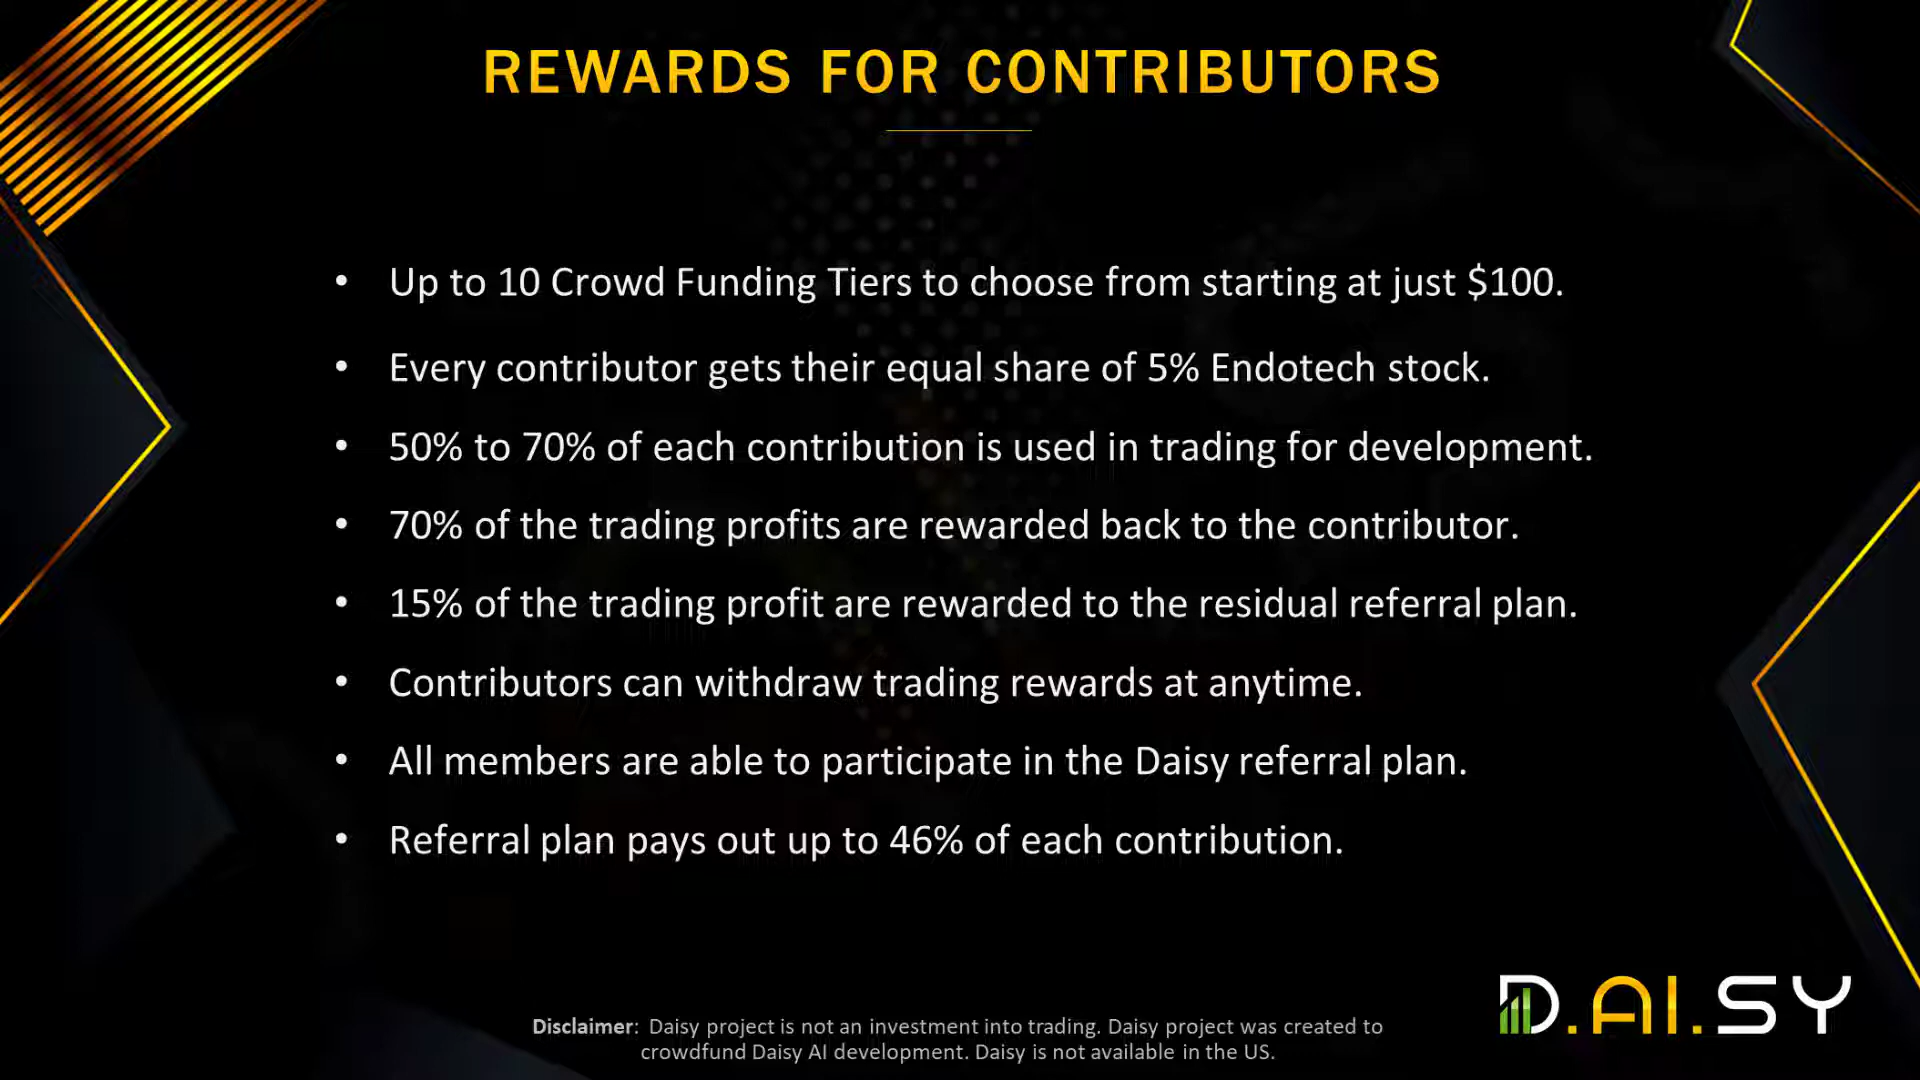 REWARDS FOR CONTRIBUTORS
• Up to 10 Crowd Funding Tiers to choose from starting at just $100.
• Every contributor gets their equal share of 5% Endotech stock.
• 50% to 70% of each contribution is used in trading for development.
• 70% of the trading profits are rewarded back to the contributor.
• 15% of the trading profit are rewarded to the residual referral plan.
• Contributors can withdraw trading rewards at anytime.
• All members are able to participate in the Daisy referral plan.
• Referral plan pays out up to 46% of each contribution.
D.AI.SY
Disclaimer: Daisy project is not an investment into trading. Daisy project was created to
crowdfund Daisy AI development. Daisy is not available in the US.